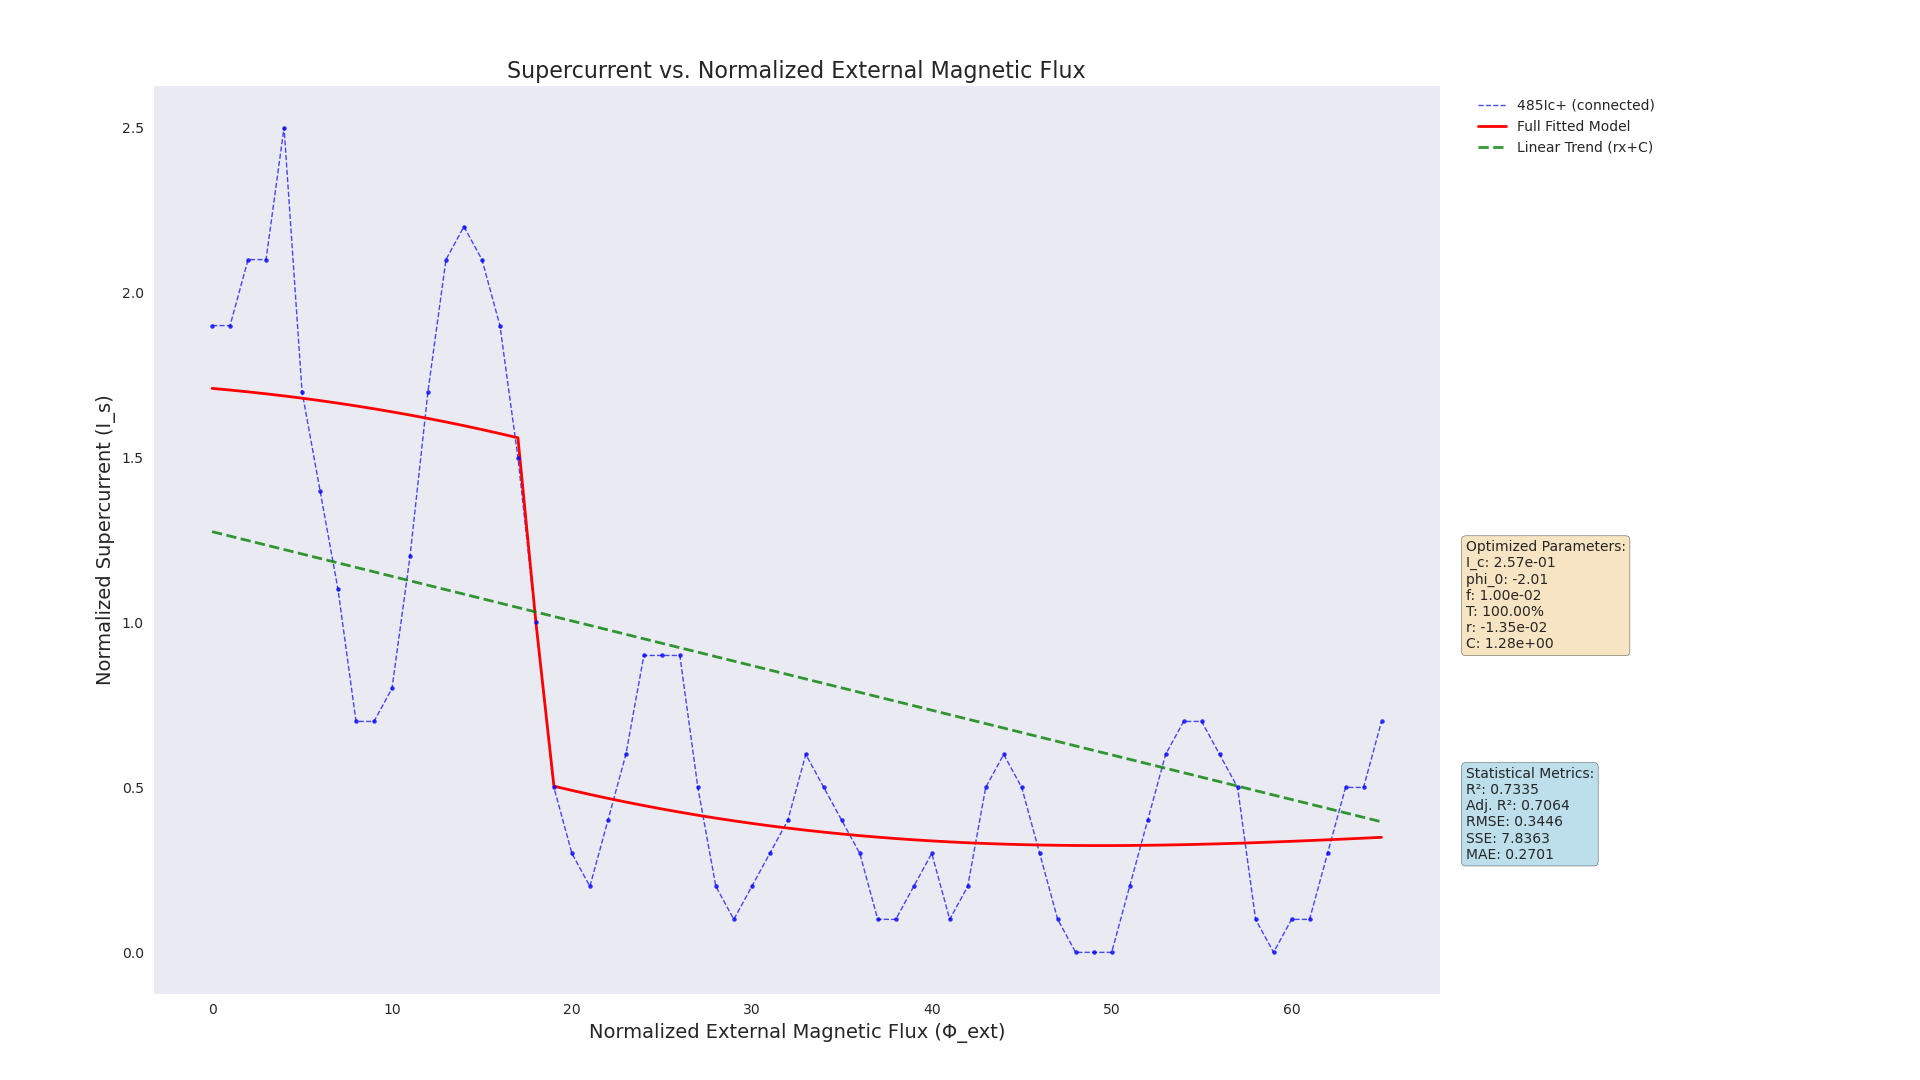 Supercurrent vs. Normalized External Magnetic Flux
485Ic+ (connected)
Full Fitted Model
Linear Trend (rx+C)
Normalized Supercurrent (I_s)
2.5
2.0
1.5
1.0
0.5
0.0
0 10 20 30 40 50 60
Normalized External Magnetic Flux (Φ_ext)
Optimized Parameters:
I_c: 2.57e-01
phi_0: -2.01
f: 1.00e-02
T: 100.00%
r: -1.35e-02
C: 1.28e+00
Statistical Metrics:
R²: 0.7335
Adj. R²: 0.7064
RMSE: 0.3446
SSE: 7.8363
MAE: 0.2701